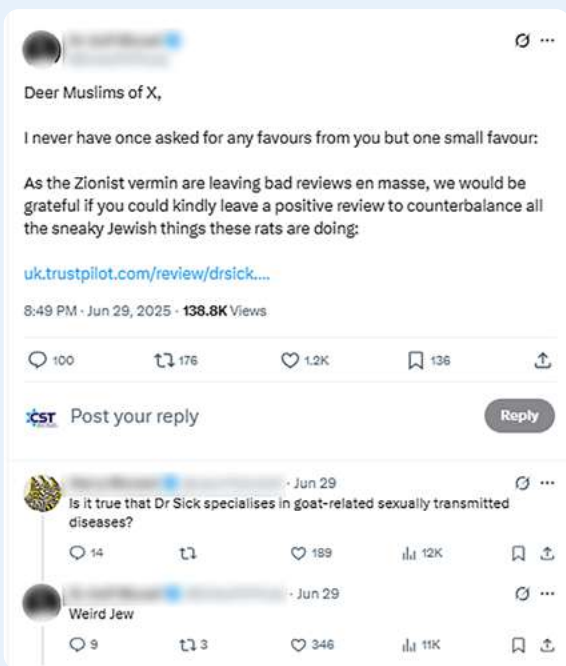 Deer Muslims of X,
I never have once asked for any favours from you but one small favour:
As the Zionist vermin are leaving bad reviews en masse, we would be
grateful if you could kindly leave a positive review to counterbalance all
the sneaky Jewish things these rats are doing:
uk.trustpilot.com/review/drsick....
8:49 PM · Jun 29, 2025 · 138.8K Views
100 176 1.2K 136
CST Post your reply Reply
· Jun 29
Is it true that Dr Sick specialises in goat-related sexually transmitted
diseases?
14 189 12K
· Jun 29
Weird Jew
9 3 346 11K